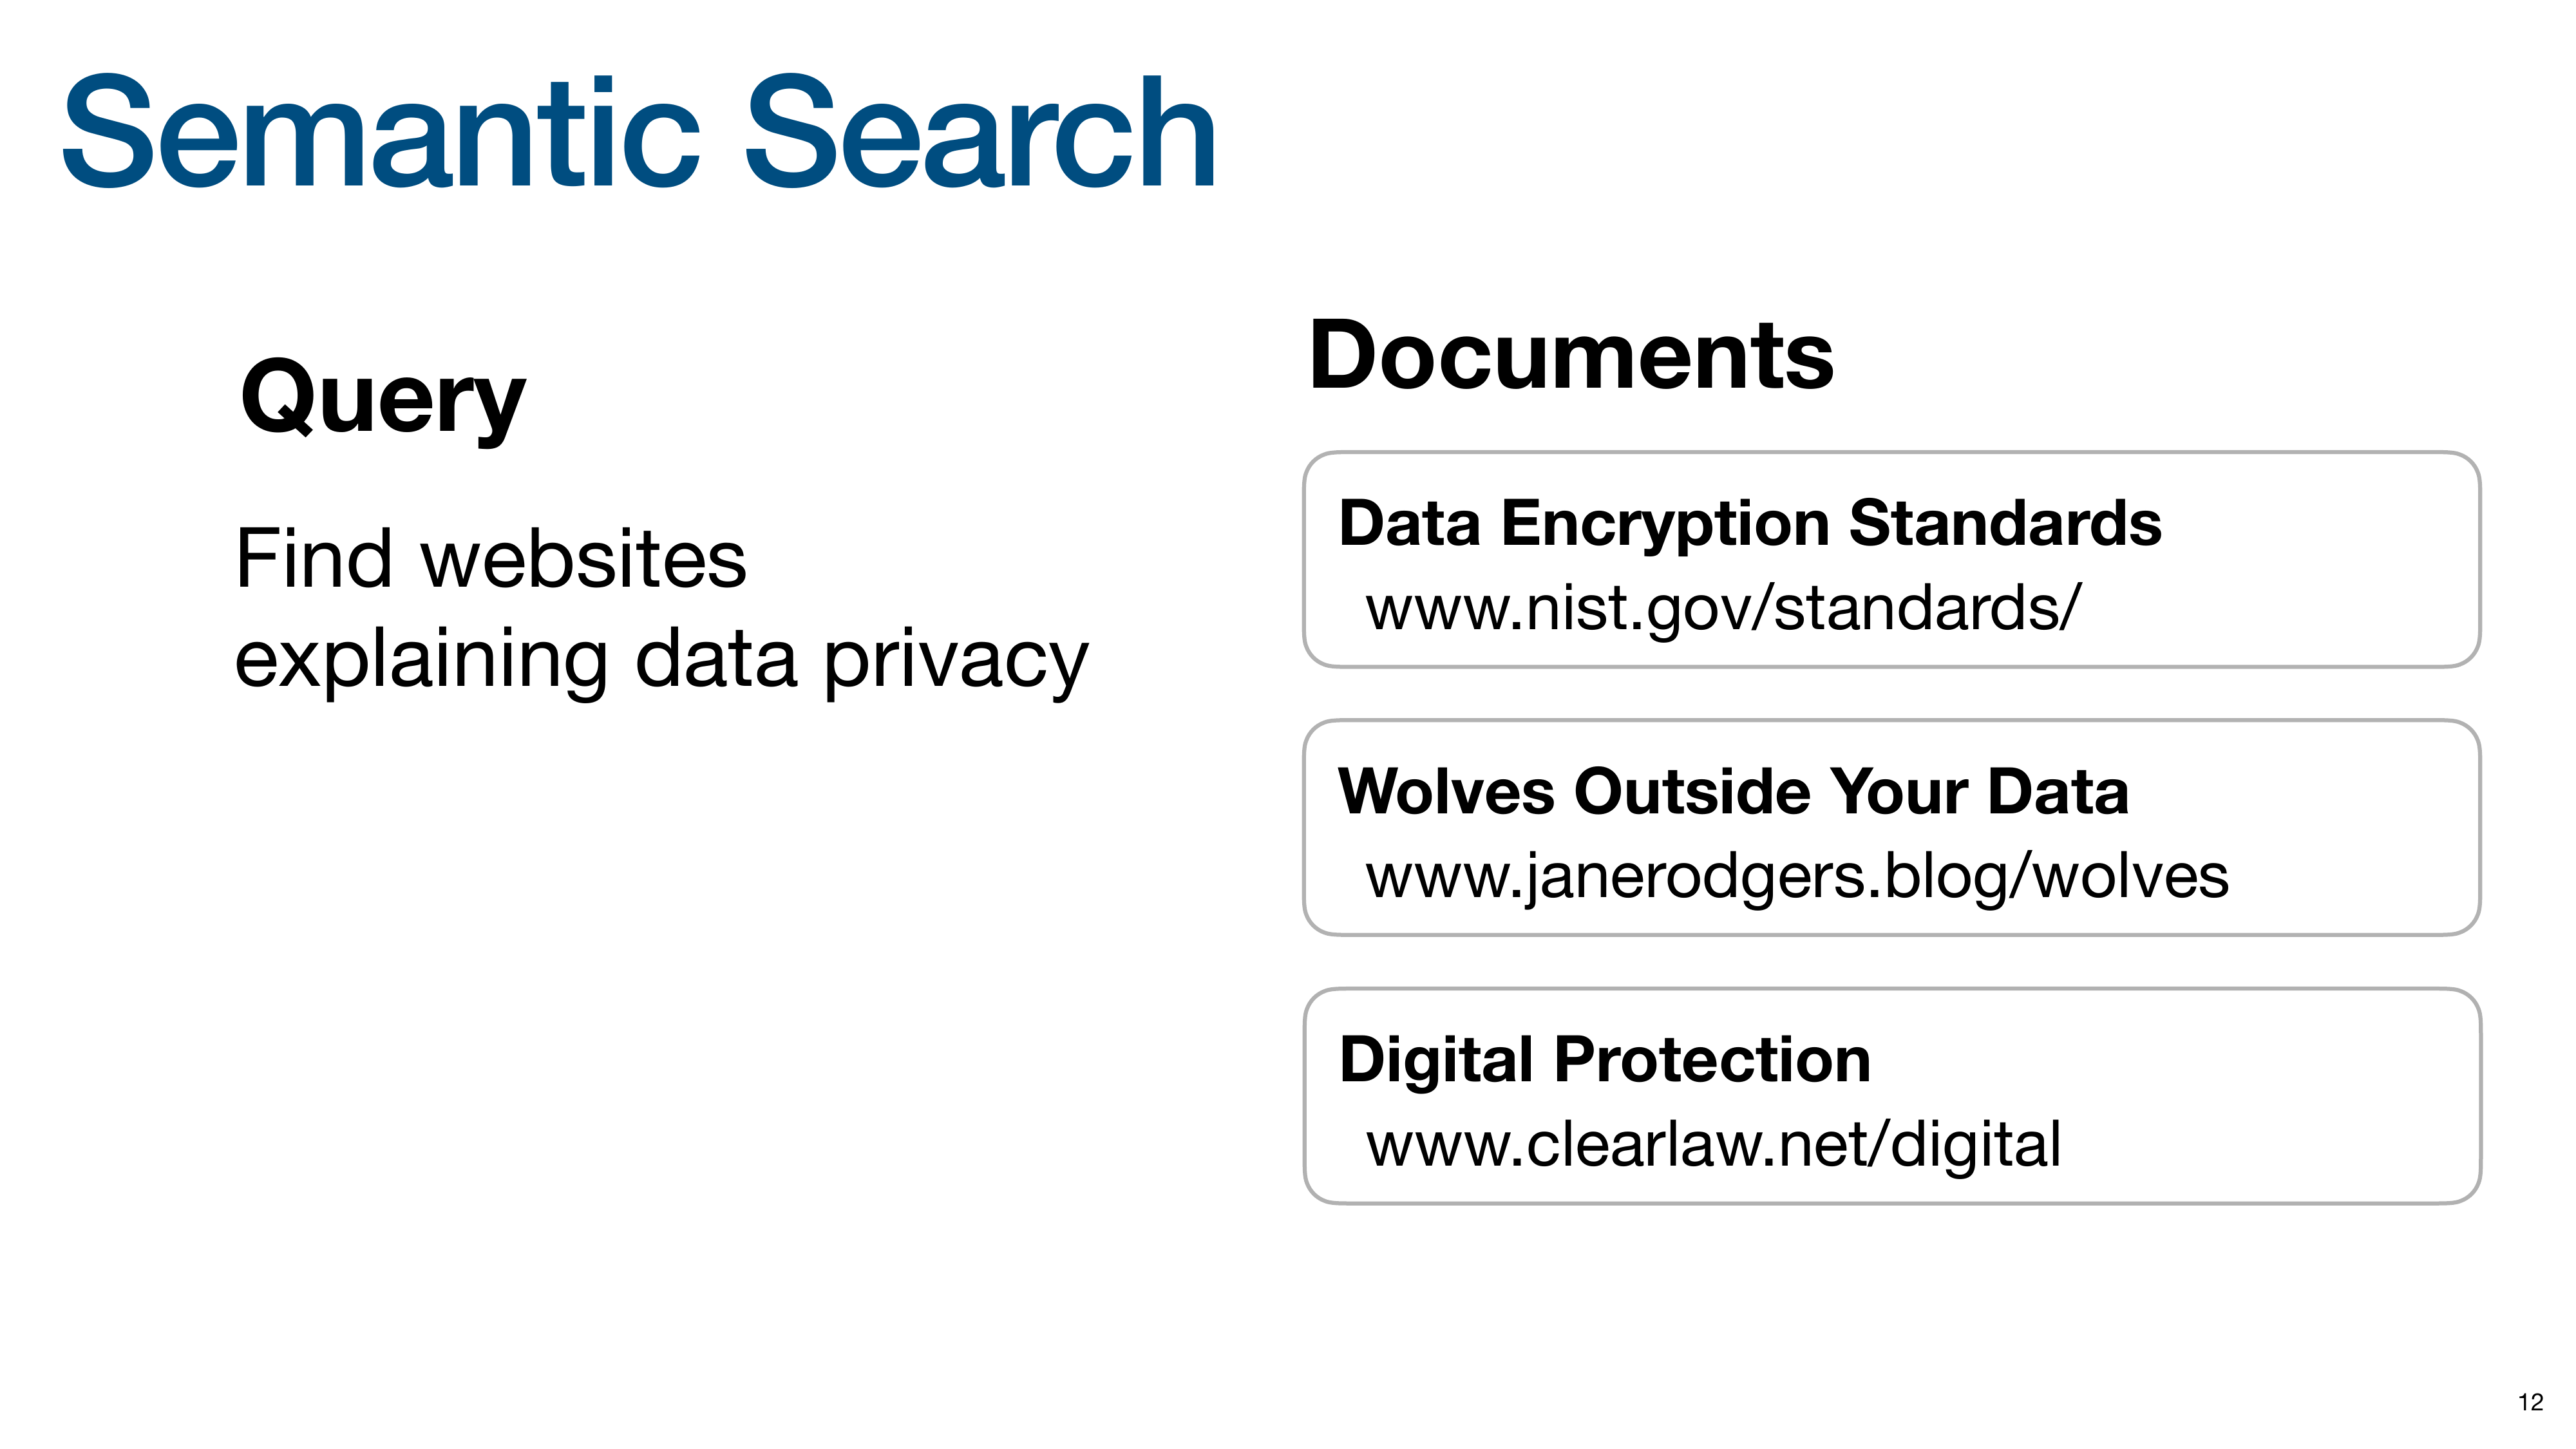 Semantic Search
Query
Find websites
explaining data privacy
Documents
Data Encryption Standards
www.nist.gov/standards/
Wolves Outside Your Data
www.janerodgers.blog/wolves
Digital Protection
www.clearlaw.net/digital
12